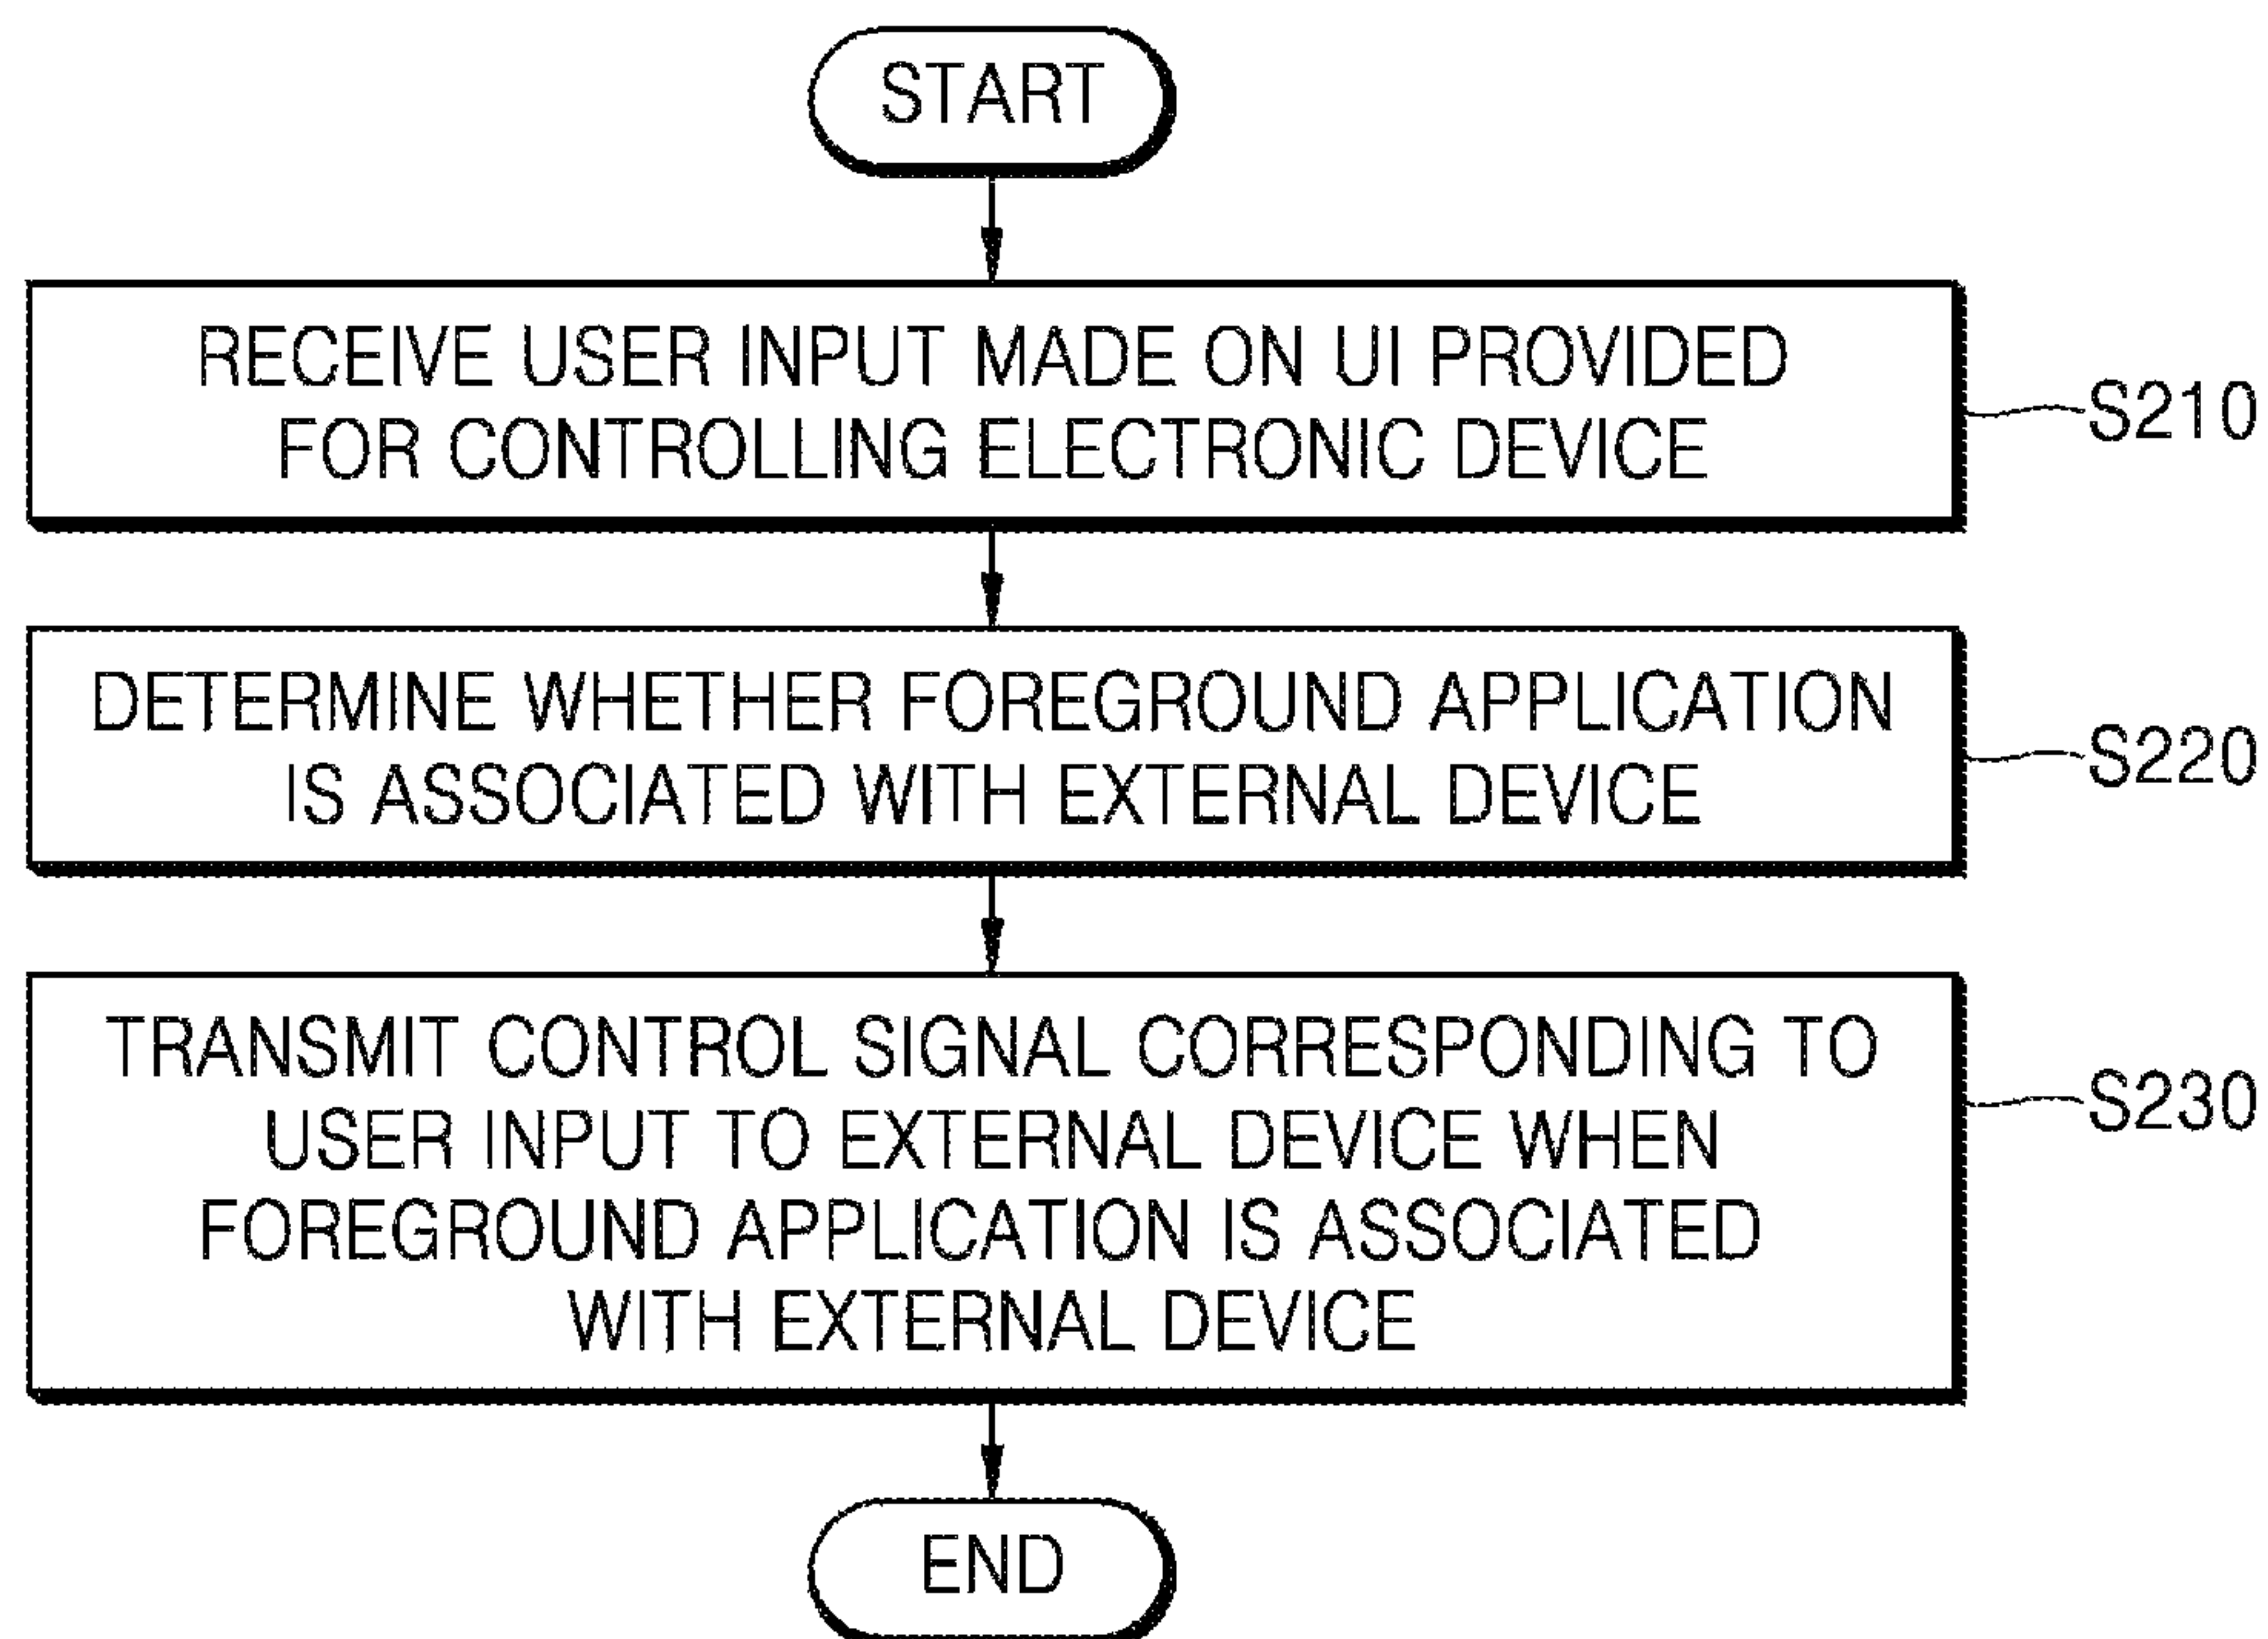 START
RECEIVE USER INPUT MADE ON UI PROVIDED
FOR CONTROLLING ELECTRONIC DEVICE
S210
DETERMINE WHETHER FOREGROUND APPLICATION
IS ASSOCIATED WITH EXTERNAL DEVICE
S220
TRANSMIT CONTROL SIGNAL CORRESPONDING TO
USER INPUT TO EXTERNAL DEVICE WHEN
FOREGROUND APPLICATION IS ASSOCIATED
WITH EXTERNAL DEVICE
S230
END